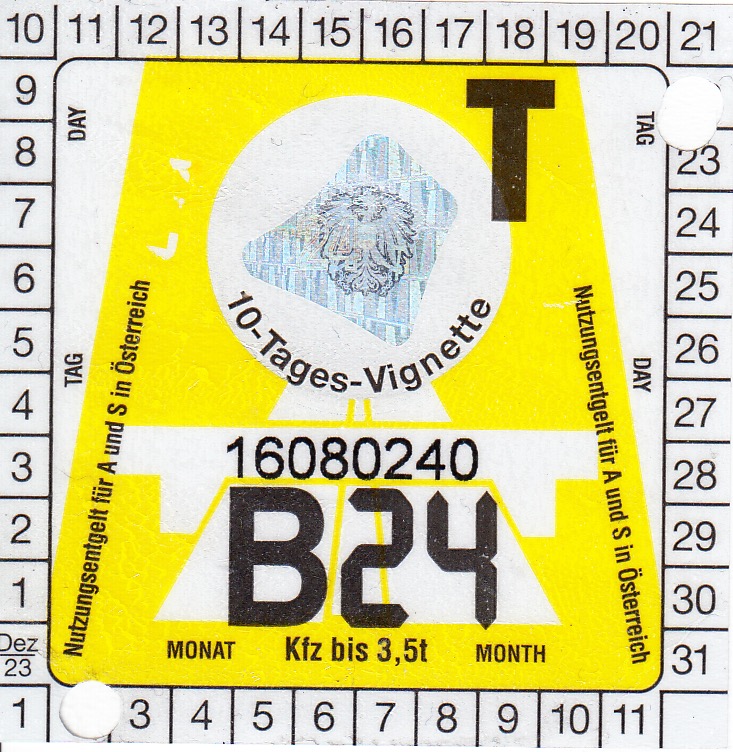 10 11 12 13 14 15 16 17 18 19 20 21
9
8
7
6
5
4
3
2
1
Dez
23
23
24
25
26
27
28
29
30
31
1 3 4 5 6 7 8 9 10 11
DAY
TAG
T
TAG
DAY
Nutzungsentgelt für A und S in Österreich
Nutzungsentgelt für A und S in Österreich
10-Tages-Vignette
16080240
B24
MONAT Kfz bis 3,5t MONTH